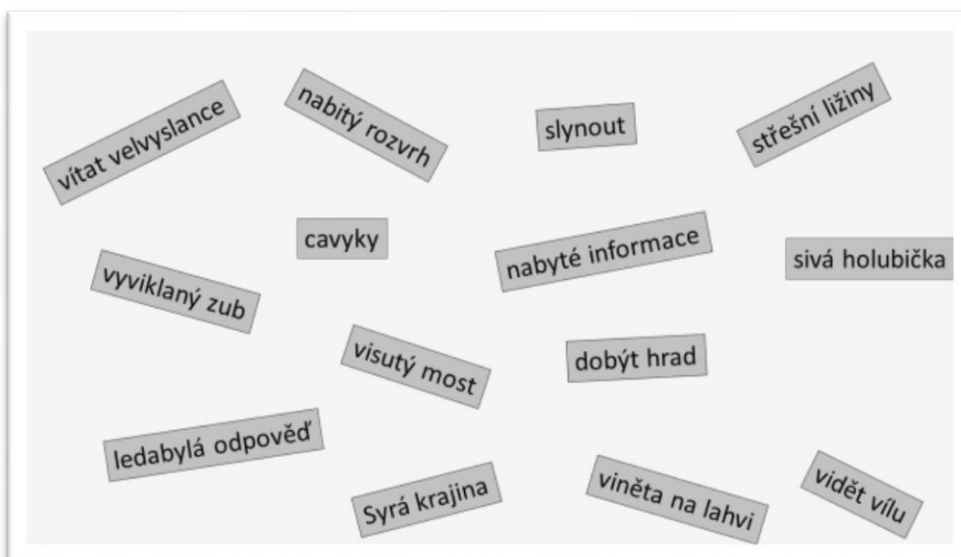 vítat velvyslance
nabitý rozvrh
slynout
střešní ližiny
cavyky
nabyté informace
sivá holubička
vyviklaný zub
visutý most
dobýt hrad
ledabylá odpověď
Syrá krajina
viněta na lahvi
vidět vílu